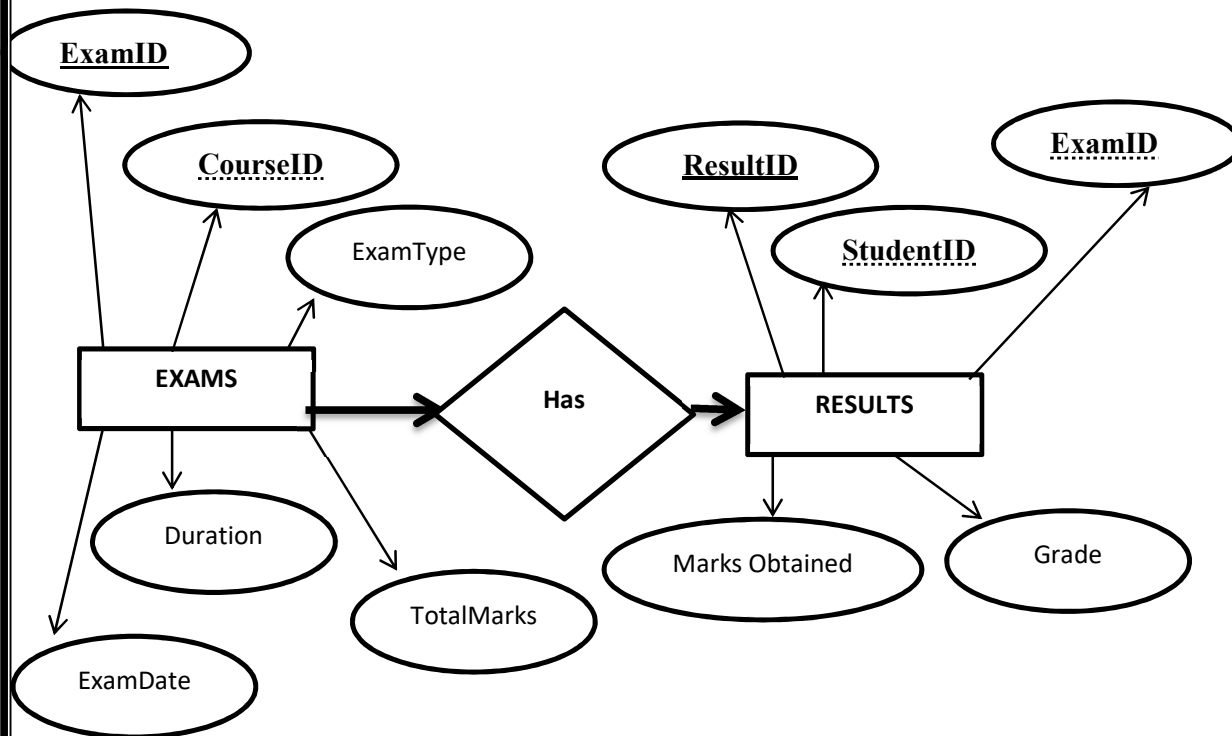 ExamID
CourseID
ExamType
EXAMS
Duration
TotalMarks
ExamDate
Has
ResultID
ExamID
StudentID
RESULTS
Marks Obtained
Grade